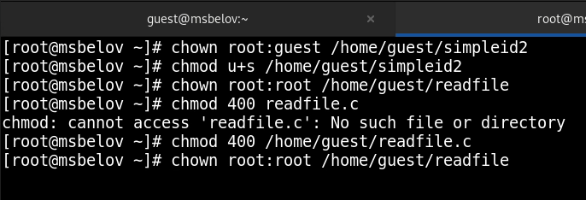 guest@msbelov:~ × root@ms
[root@msbelov ~]# chown root:guest /home/guest/simpleid2
[root@msbelov ~]# chmod u+s /home/guest/simpleid2
[root@msbelov ~]# chown root:root /home/guest/readfile
[root@msbelov ~]# chmod 400 readfile.c
chmod: cannot access 'readfile.c': No such file or directory
[root@msbelov ~]# chmod 400 /home/guest/readfile.c
[root@msbelov ~]# chown root:root /home/guest/readfile